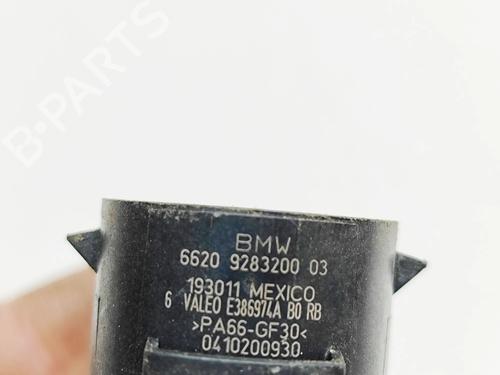 B-PARTS
BMW
6620 9283200 03
193011 MEXICO
6 VALEO E386974A B0 RB
>PA66-GF30<
0410200930